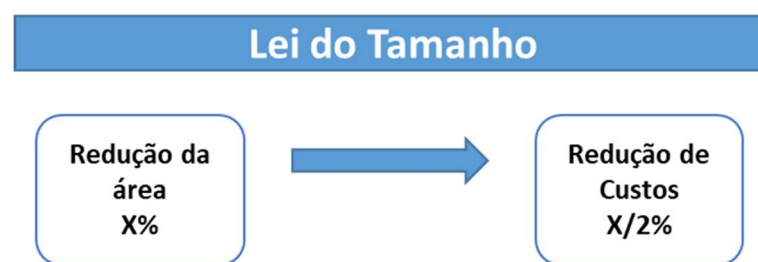 Lei do Tamanho
Redução da
área
X%
Redução de
Custos
X/2%